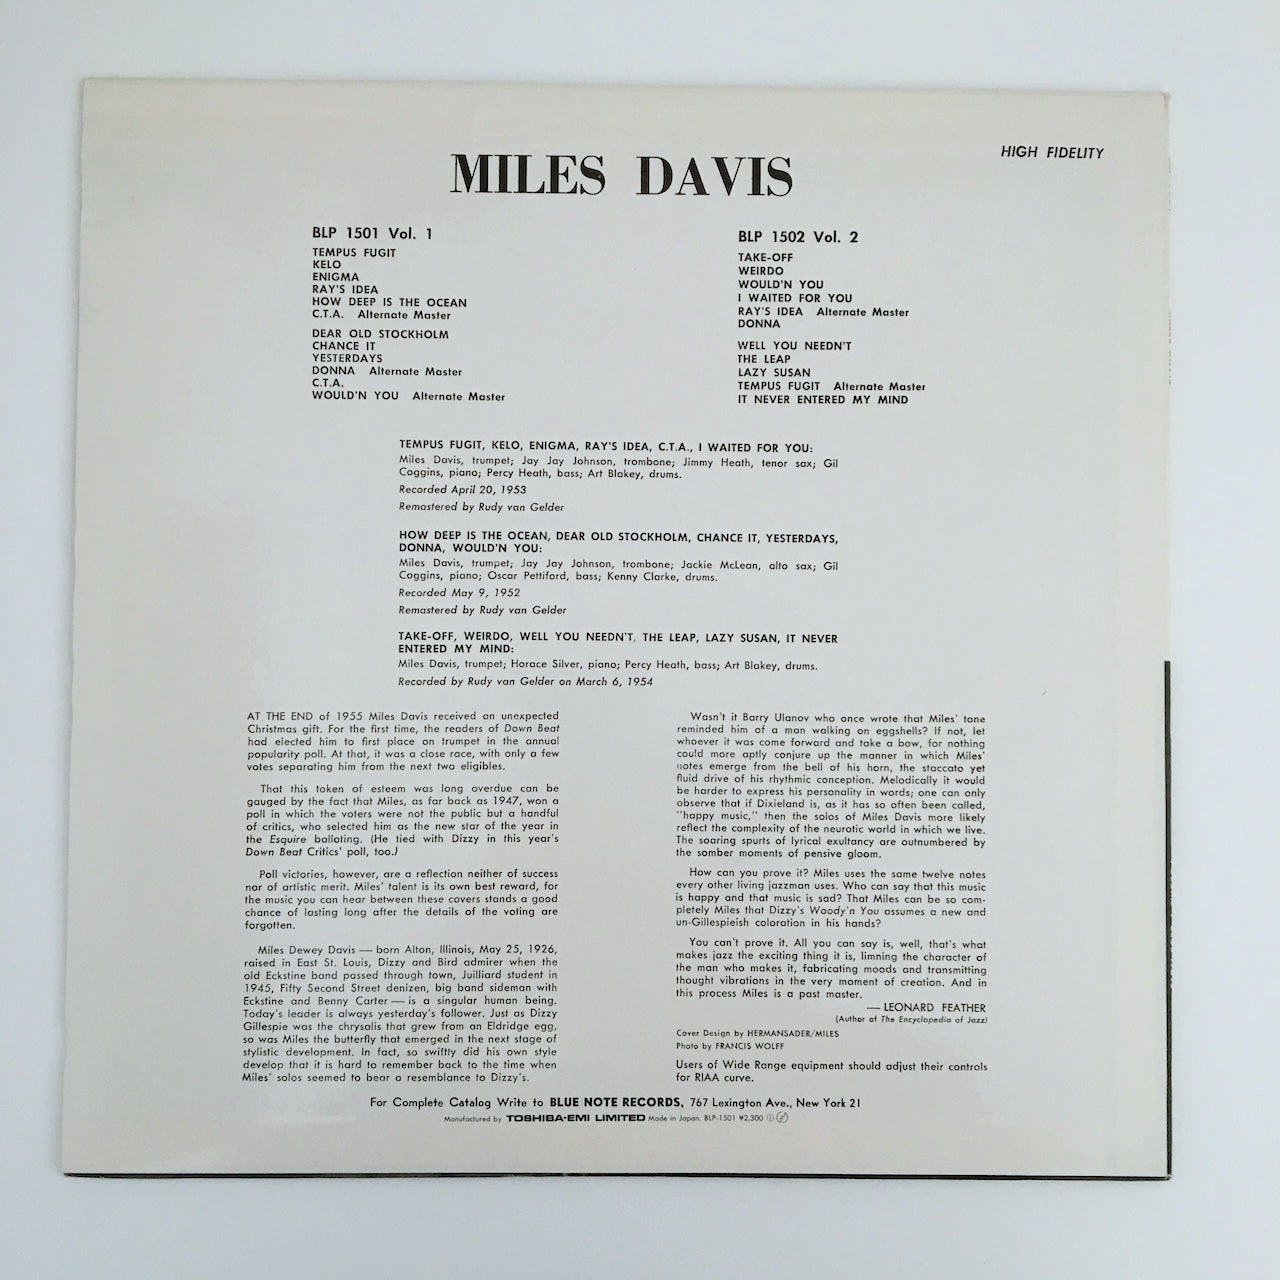 HIGH FIDELITY
MILES DAVIS
BLP 1501 Vol. 1
TEMPUS FUGIT
KELO
ENIGMA
RAY'S IDEA
HOW DEEP IS THE OCEAN
C.T.A. Alternate Master
DEAR OLD STOCKHOLM
CHANCE IT
YESTERDAYS
DONNA Alternate Master
C.T.A.
WOULD'N YOU Alternate Master
BLP 1502 Vol. 2
TAKE-OFF
WEIRDO
WOULD'N YOU
I WAITED FOR YOU
RAY'S IDEA Alternate Master
DONNA
WELL YOU NEEDN'T
THE LEAP
LAZY SUSAN
TEMPUS FUGIT Alternate Master
IT NEVER ENTERED MY MIND
TEMPUS FUGIT, KELO, ENIGMA, RAY'S IDEA, C.T.A., I WAITED FOR YOU:
Miles Davis, trumpet; Jay Jay Johnson, trombone; Jimmy Heath, tenor sax; Gil
Coggins, piano; Percy Heath, bass; Art Blakey, drums.
Recorded April 20, 1953
Remastered by Rudy van Gelder
HOW DEEP IS THE OCEAN, DEAR OLD STOCKHOLM, CHANCE IT, YESTERDAYS,
DONNA, WOULD'N YOU:
Miles Davis, trumpet; Jay Jay Johnson, trombone; Jackie McLean, alto sax; Gil
Coggins, piano; Oscar Pettiford, bass; Kenny Clarke, drums.
Recorded May 9, 1952
Remastered by Rudy van Gelder
TAKE-OFF, WEIRDO, WELL YOU NEEDN'T, THE LEAP, LAZY SUSAN, IT NEVER
ENTERED MY MIND:
Miles Davis, trumpet; Horace Silver, piano; Percy Heath, bass; Art Blakey, drums.
Recorded by Rudy van Gelder on March 6, 1954
AT THE END of 1955 Miles Davis received an unexpected
Christmas gift. For the first time, the readers of Down Beat
had elected him to first place on trumpet in the annual
popularity poll. At that, it was a close race, with only a few
votes separating him from the next two eligibles.
That this token of esteem was long overdue can be
gauged by the fact that Miles, as far back as 1947, won a
poll in which the voters were not the public but a handful
of critics, who selected him as the new star of the year in
the Esquire balloting. (He tied with Dizzy in this year's
Down Beat Critics' poll, too.)
Poll victories, however, are a reflection neither of success
nor of artistic merit. Miles' talent is its own best reward, for
the music you can hear between these covers stands a good
chance of lasting long after the details of the voting are
forgotten.
Miles Dewey Davis — born Alton, Illinois, May 25, 1926,
raised in East St. Louis, Dizzy and Bird admirer when the
old Eckstine band passed through town, Juilliard student in
1945, Fifty Second Street denizen, big band sideman with
Eckstine and Benny Carter — is a singular human being.
Today's leader is always yesterday's follower. Just as Dizzy
Gillespie was the chrysalis that grew from an Eldridge egg,
so was Miles the butterfly that emerged in the next stage of
stylistic development. In fact, so swiftly did his own style
develop that it is hard to remember back to the time when
Miles' solos seemed to bear a resemblance to Dizzy's.
Wasn't it Barry Ulanov who once wrote that Miles' tone
reminded him of a man walking on eggshells? If not, let
whoever it was come forward and take a bow, for nothing
could more aptly conjure up the manner in which Miles'
notes emerge from the bell of his horn, the staccato yet
fluid drive of his rhythmic conception. Melodically it would
be harder to express his personality in words; one can only
observe that if Dixieland is, as it has so often been called,
"happy music," then the solos of Miles Davis more likely
reflect the complexity of the neurotic world in which we live.
The soaring spurts of lyrical exultancy are outnumbered by
the somber moments of pensive gloom.
How can you prove it? Miles uses the same twelve notes
every other living jazzman uses. Who can say that this music
is happy and that music is sad? That Miles can be so com-
pletely Miles that Dizzy's Woody'n You assumes a new and
un-Gillespieish coloration in his hands?
You can't prove it. All you can say is, well, that's what
makes jazz the exciting thing it is, limning the character of
the man who makes it, fabricating moods and transmitting
thought vibrations in the very moment of creation. And in
this process Miles is a past master.
— LEONARD FEATHER
(Author of The Encyclopedia of Jazz)
Cover Design by HERMANSADER/MILES
Photo by FRANCIS WOLFF
Users of Wide Range equipment should adjust their controls
for RIAA curve.
For Complete Catalog Write to BLUE NOTE RECORDS, 767 Lexington Ave., New York 21
Manufactured by TOSHIBA-EMI LIMITED Made in Japan. BLP-1501 ¥2,300